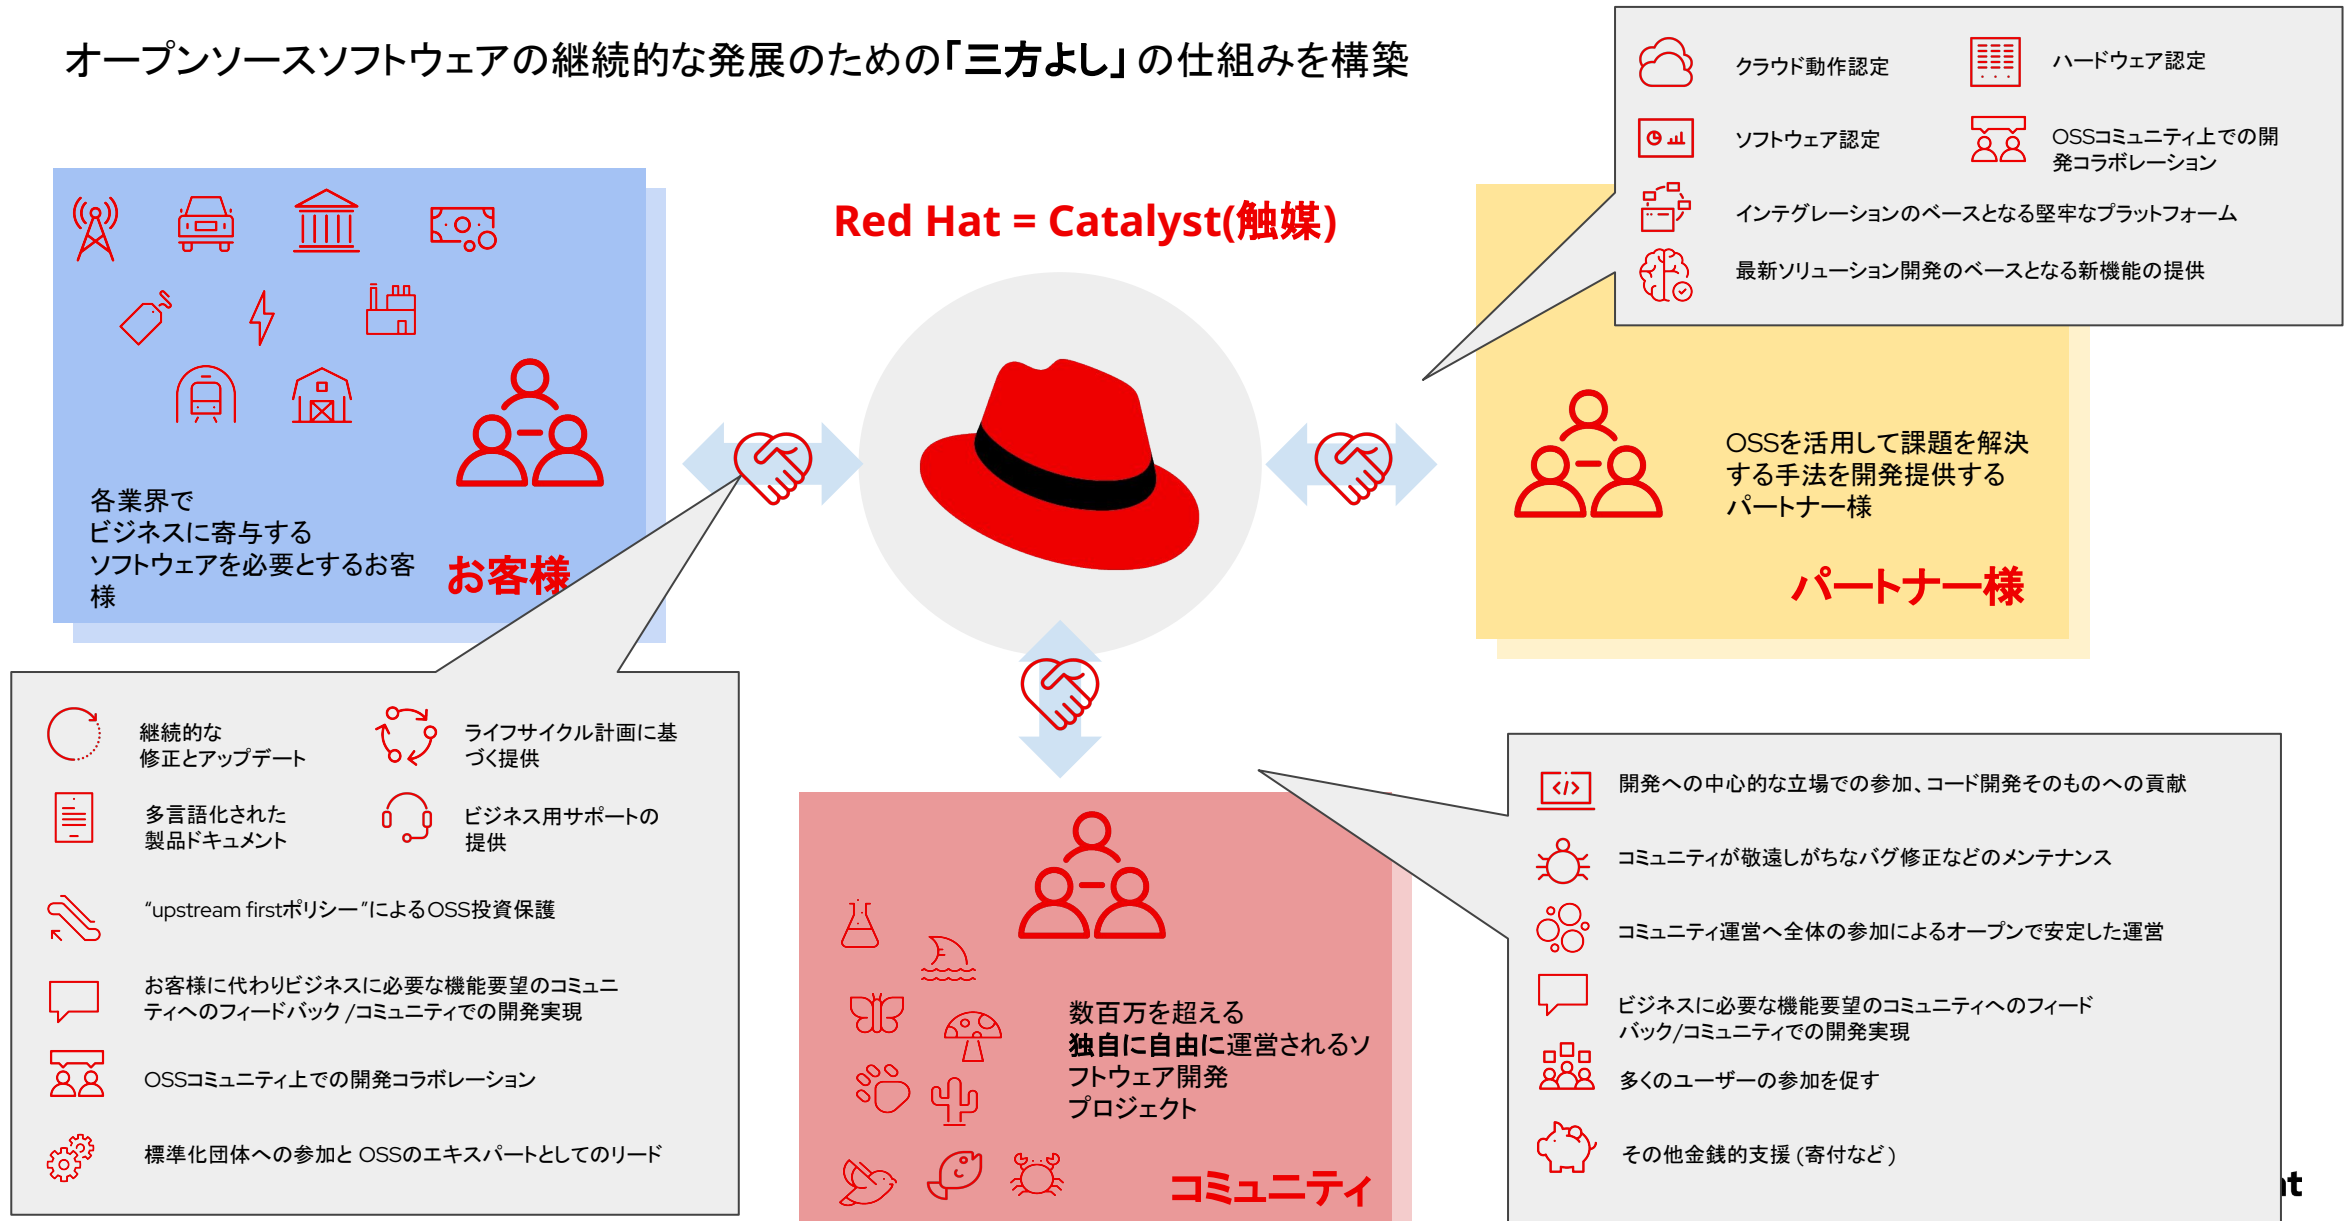 オープンソースソフトウェアの継続的な発展のための「三方よし」の仕組みを構築
クラウド動作認定
ハードウェア認定
ソフトウェア認定
OSSコミュニティ上での開
発コラボレーション
インテグレーションのベースとなる堅牢なプラットフォーム
最新ソリューション開発のベースとなる新機能の提供
Red Hat = Catalyst(触媒)
各業界で
ビジネスに寄与する
ソフトウェアを必要とするお客
様
お客様
OSSを活用して課題を解決
する手法を開発提供する
パートナー様
パートナー様
継続的な
修正とアップデート
ライフサイクル計画に基
づく提供
多言語化された
製品ドキュメント
ビジネス用サポートの
提供
“upstream firstポリシー”によるOSS投資保護
お客様に代わりビジネスに必要な機能要望のコミュニ
ティへのフィードバック /コミュニティでの開発実現
OSSコミュニティ上での開発コラボレーション
標準化団体への参加と OSSのエキスパートとしてのリード
数百万を超える
独自に自由に運営されるソ
フトウェア開発
プロジェクト
コミュニティ
開発への中心的な立場での参加、コード開発そのものへの貢献
コミュニティが敬遠しがちなバグ修正などのメンテナンス
コミュニティ運営へ全体の参加によるオープンで安定した運営
ビジネスに必要な機能要望のコミュニティへのフィード
バック/コミュニティでの開発実現
多くのユーザーの参加を促す
その他金銭的支援 (寄付など)